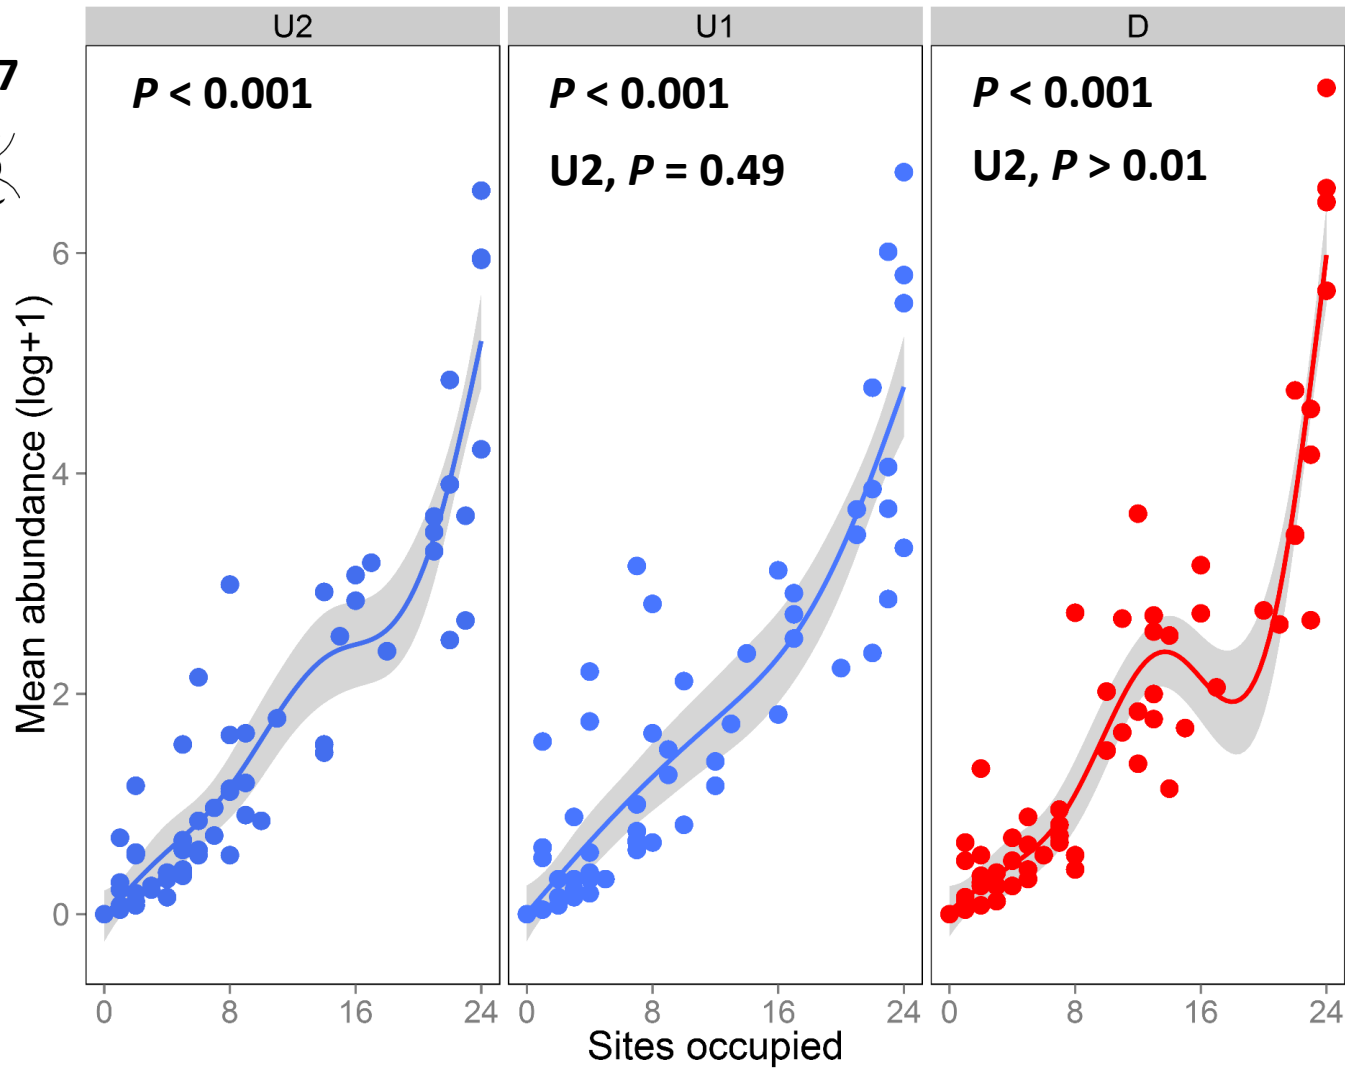 U2
U1
D
7
P < 0.001
P < 0.001
U2, P = 0.49
P < 0.001
U2, P > 0.01
Mean abundance (log+1)
6
4
2
0
0 8 16 24
0 8 16 24
0 8 16 24
Sites occupied